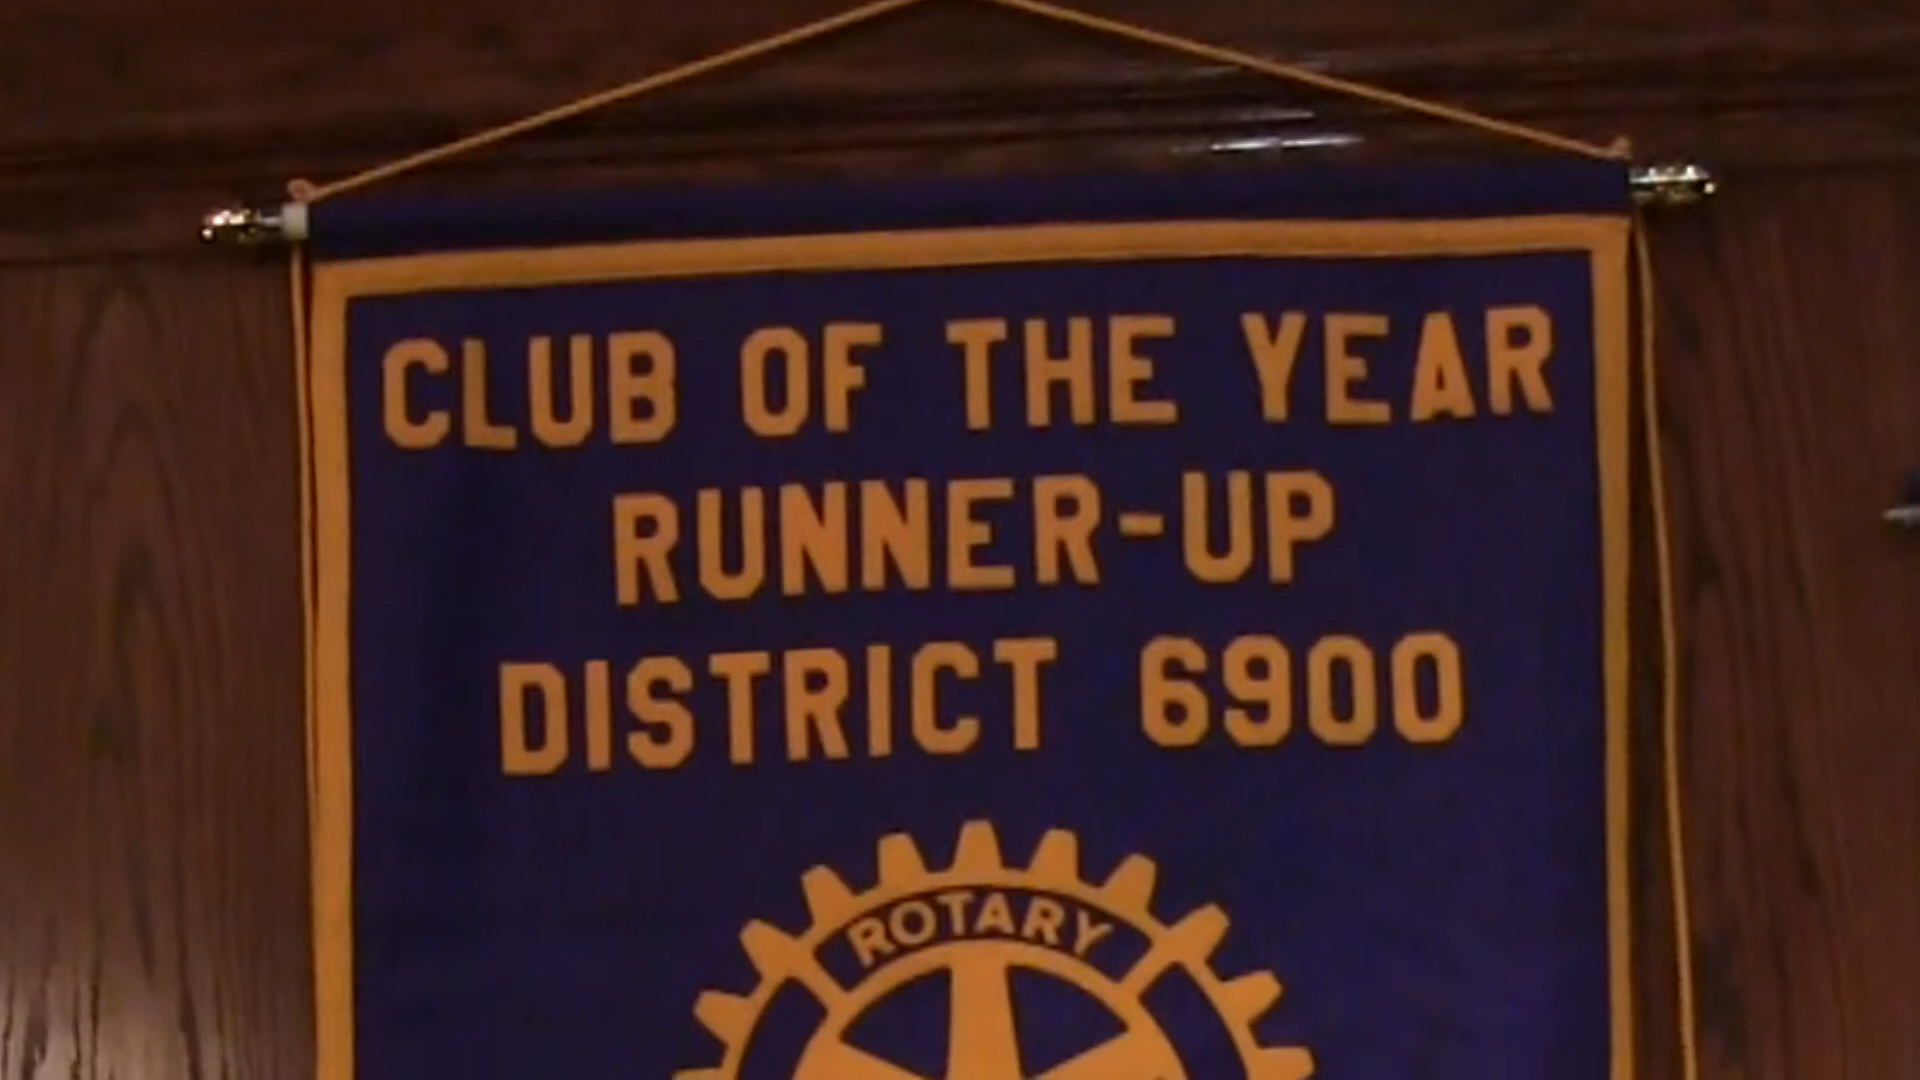 CLUB OF THE YEAR
RUNNER-UP
DISTRICT 6900
ROTARY